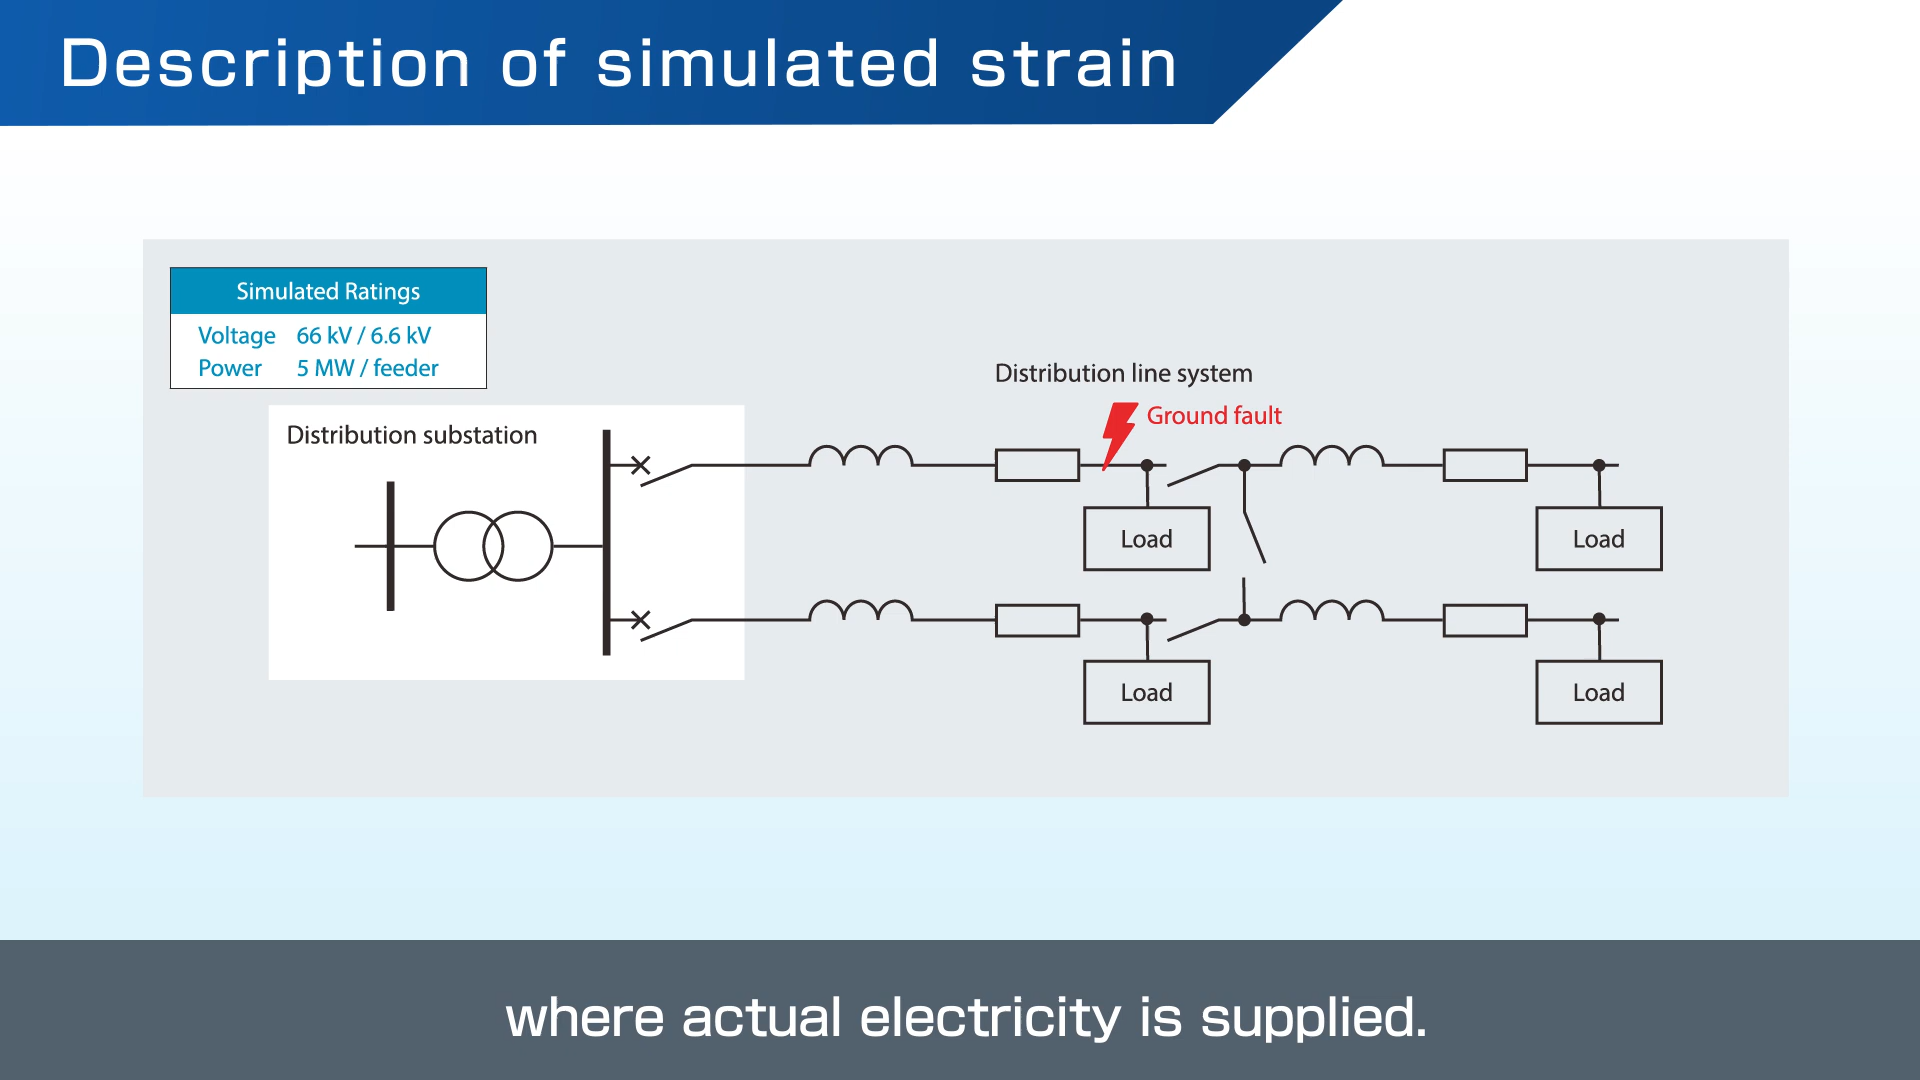 Description of simulated strain
Simulated Ratings
Voltage 66 kV / 6.6 kV
Power 5 MW / feeder
Distribution line system
Ground fault
Distribution substation
Load
Load
Load
Load
where actual electricity is supplied.